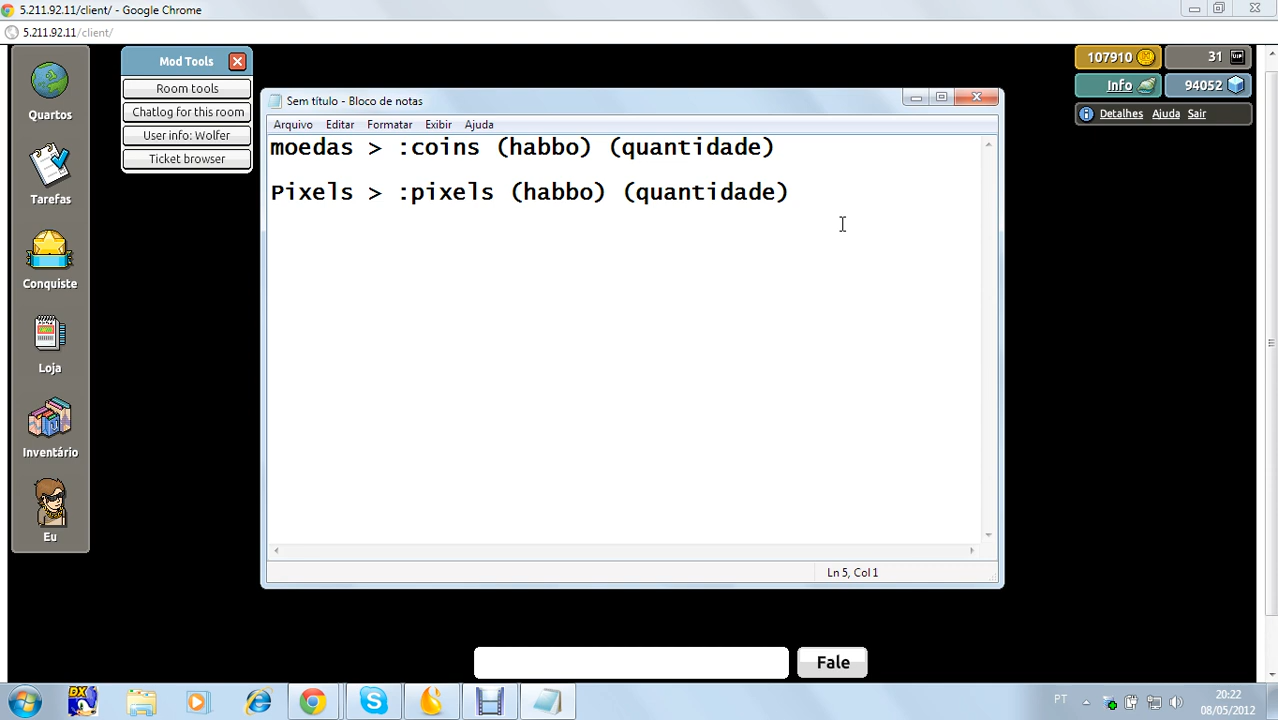 5.211.92.11/client/ - Google Chrome
5.211.92.11/client/
Quartos
Tarefas
Conquiste
Loja
Inventário
Eu
Mod Tools
Room tools
Chatlog for this room
User info: Wolfer
Ticket browser
Sem título - Bloco de notas
Arquivo Editar Formatar Exibir Ajuda
moedas > :coins (habbo) (quantidade)
Pixels > :pixels (habbo) (quantidade)
Ln 5, Col 1
107910 31 VIP
Info 94052
Detalhes Ajuda Sair
Fale
DX
PT
20:22
08/05/2012